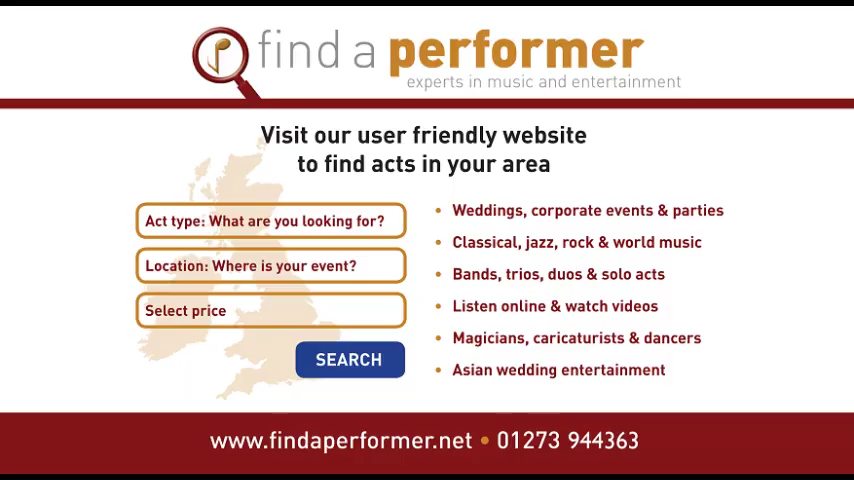 find a performer
experts in music and entertainment
Visit our user friendly website
to find acts in your area
Act type: What are you looking for?
Location: Where is your event?
Select price
SEARCH
• Weddings, corporate events & parties
• Classical, jazz, rock & world music
• Bands, trios, duos & solo acts
• Listen online & watch videos
• Magicians, caricaturists & dancers
• Asian wedding entertainment
www.findaperformer.net • 01273 944363